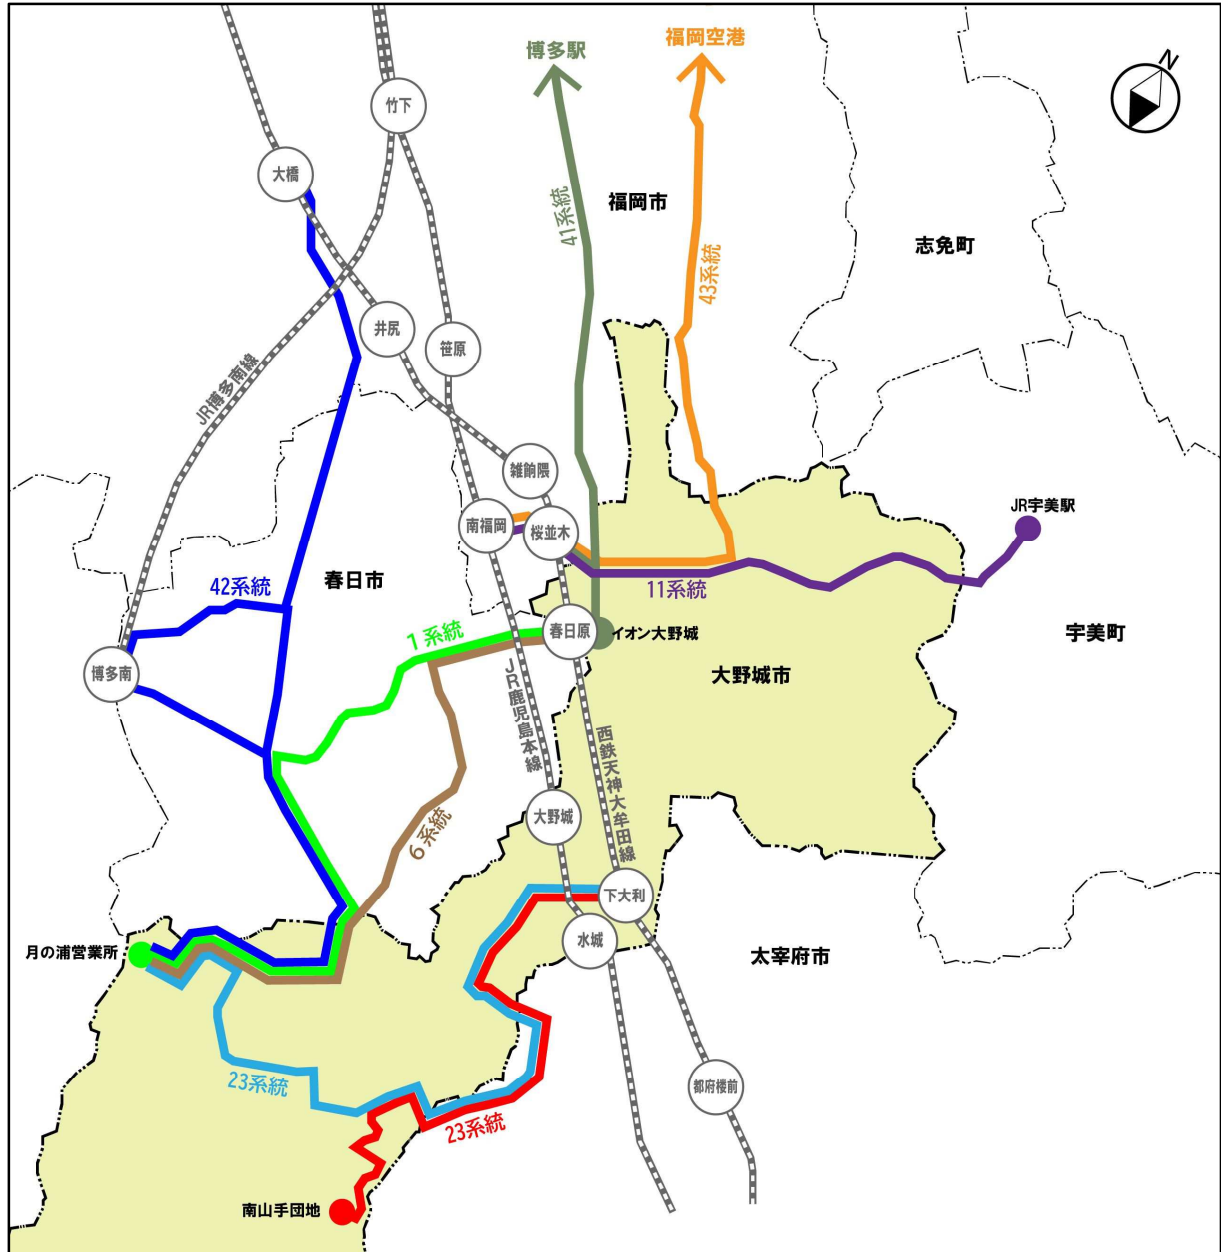 福岡空港
博多駅
N
竹下
大橋
41系統
福岡市
43系統
志免町
井尻
笹原
JR博多南線
雑餉隈
南福岡
桜並木
JR宇美駅
42系統
春日市
11系統
1系統
春日原
イオン大野城
宇美町
博多南
大野城市
JR鹿児島本線
西鉄天神大牟田線
6系統
大野城
下大利
水城
月の浦営業所
太宰府市
23系統
都府楼前
23系統
南山手団地